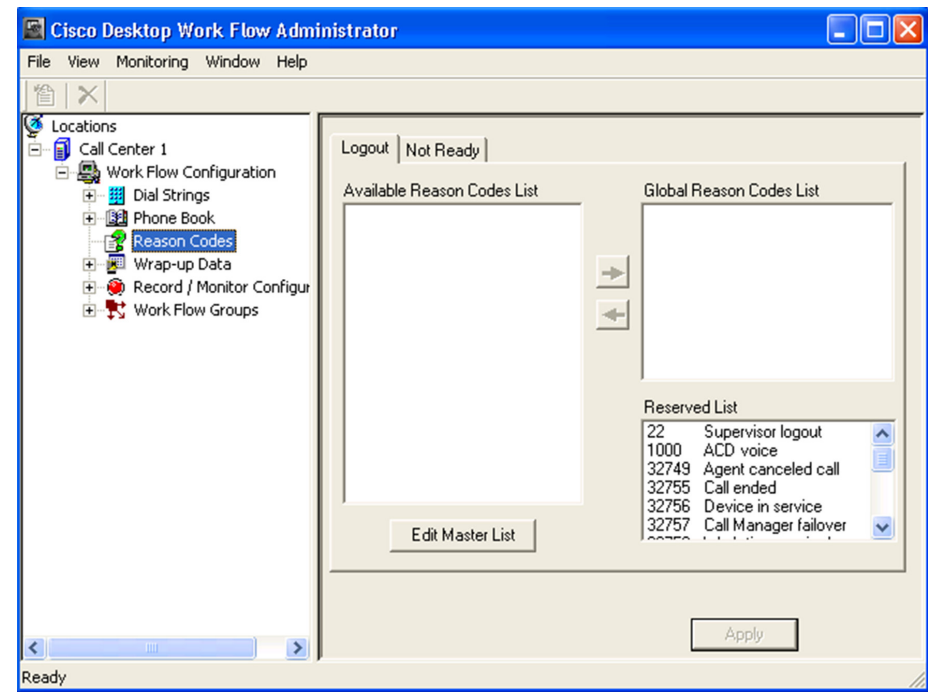 Cisco Desktop Work Flow Administrator
File View Monitoring Window Help
Locations
Call Center 1
Work Flow Configuration
Dial Strings
Phone Book
Reason Codes
Wrap-up Data
Record / Monitor Configur
Work Flow Groups
Logout Not Ready
Available Reason Codes List
Edit Master List
Global Reason Codes List
Reserved List
22 Supervisor logout
1000 ACD voice
32749 Agent canceled call
32755 Call ended
32756 Device in service
32757 Call Manager failover
Apply
Ready